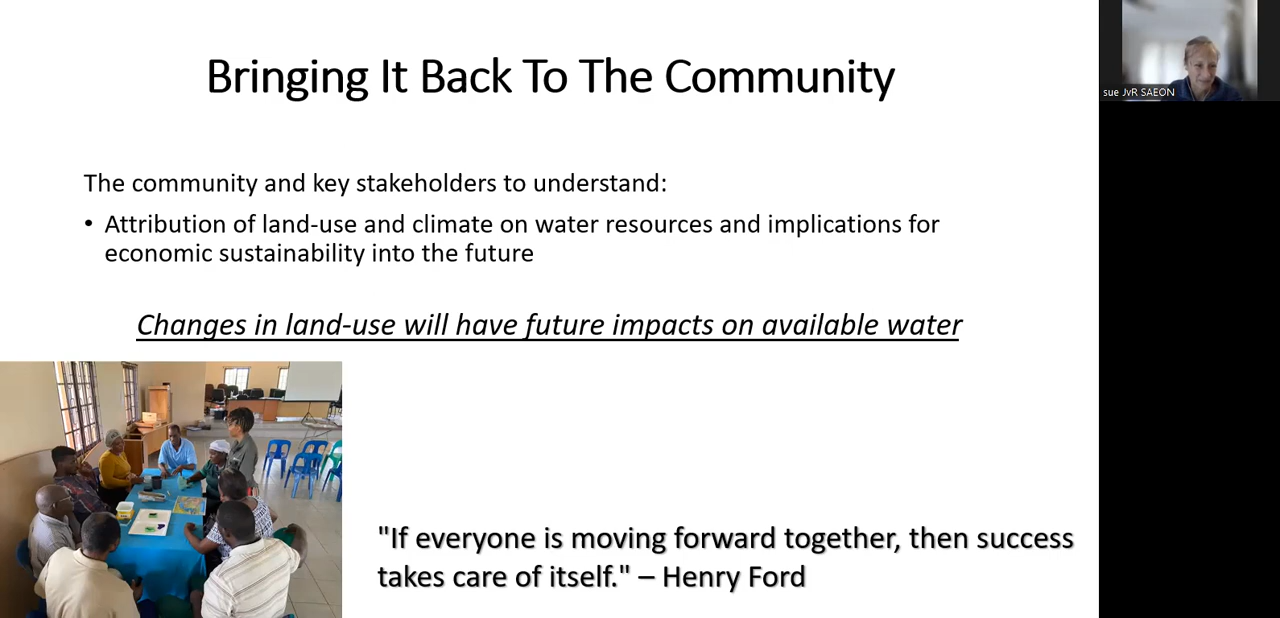 Bringing It Back To The Community
sue JvR SAEON
The community and key stakeholders to understand:
• Attribution of land-use and climate on water resources and implications for
economic sustainability into the future
Changes in land-use will have future impacts on available water
"If everyone is moving forward together, then success
takes care of itself." – Henry Ford